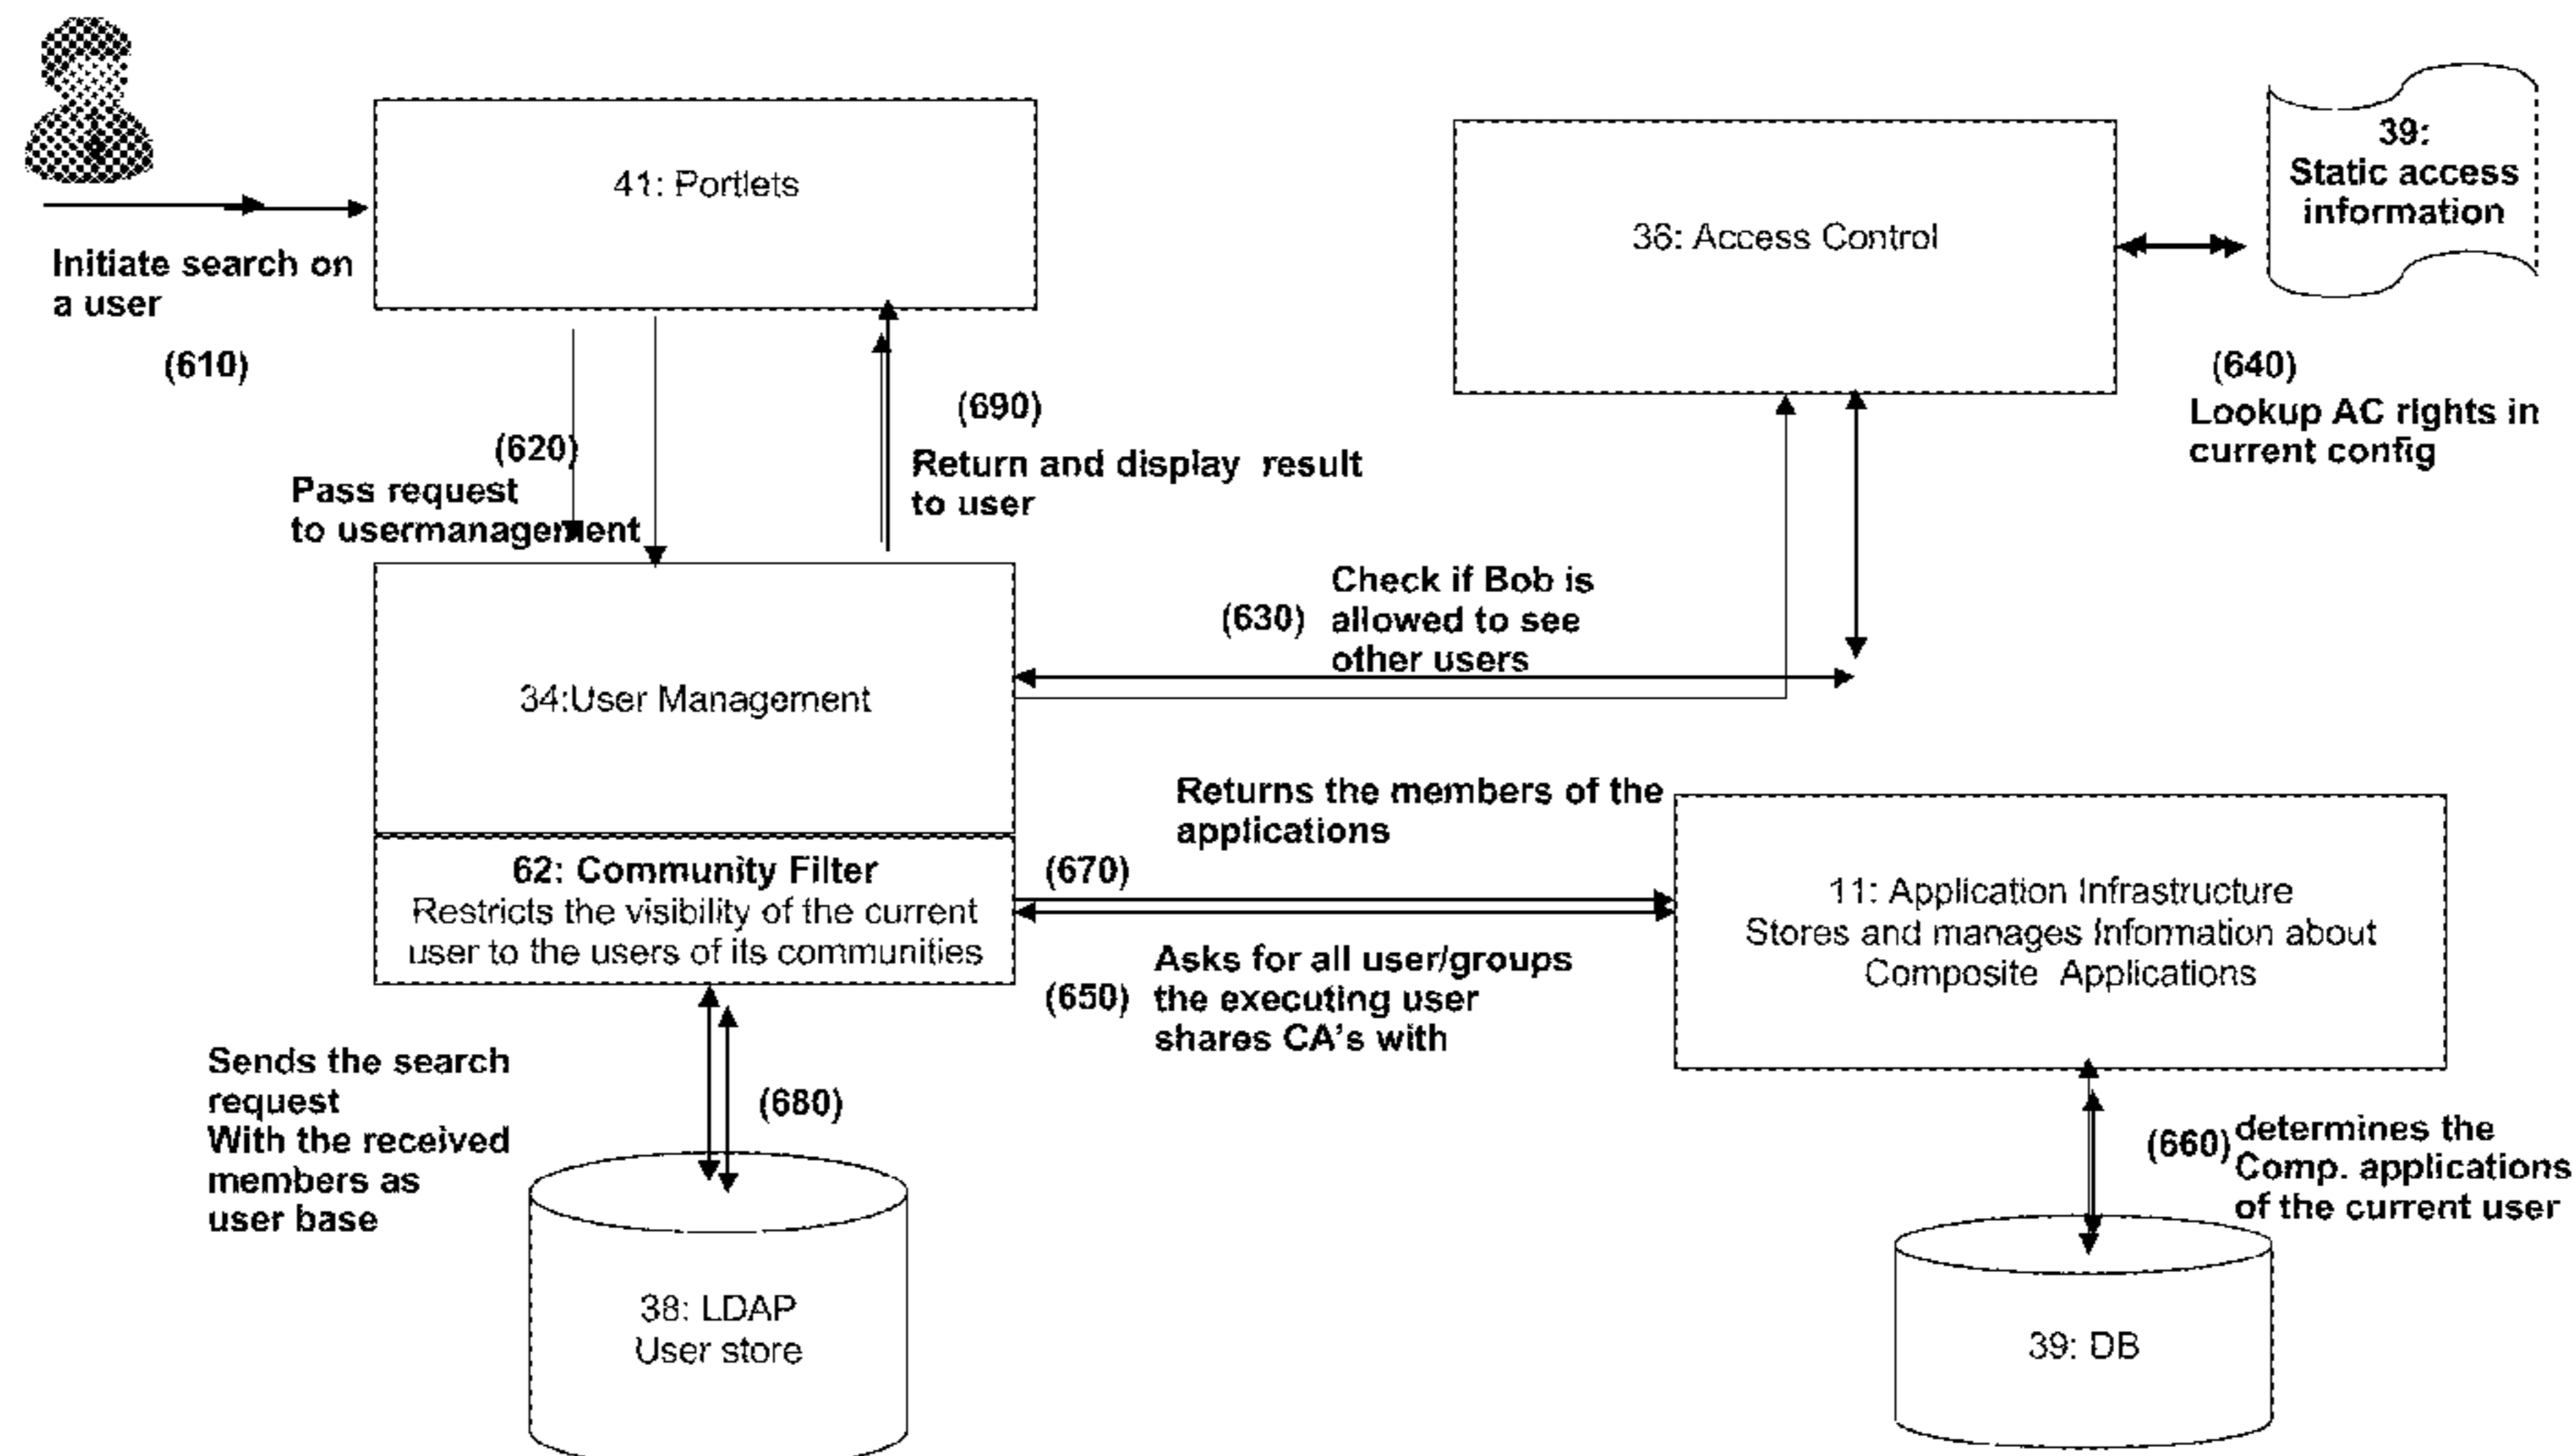 41: Portlets
36: Access Control
39:
Static access
information
Initiate search on
a user
(610)
(620)
Pass request
to usermanagement
(690)
Return and display result
to user
(640)
Lookup AC rights in
current config
(630)
Check if Bob is
allowed to see
other users
34:User Management
62: Community Filter
Restricts the visibility of the current
user to the users of its communities
Returns the members of the
applications
(670)
(650)
Asks for all user/groups
the executing user
shares CA's with
11: Application Infrastructure
Stores and manages Information about
Composite Applications
Sends the search
request
With the received
members as
user base
(680)
(660)
determines the
Comp. applications
of the current user
38: LDAP
User store
39: DB